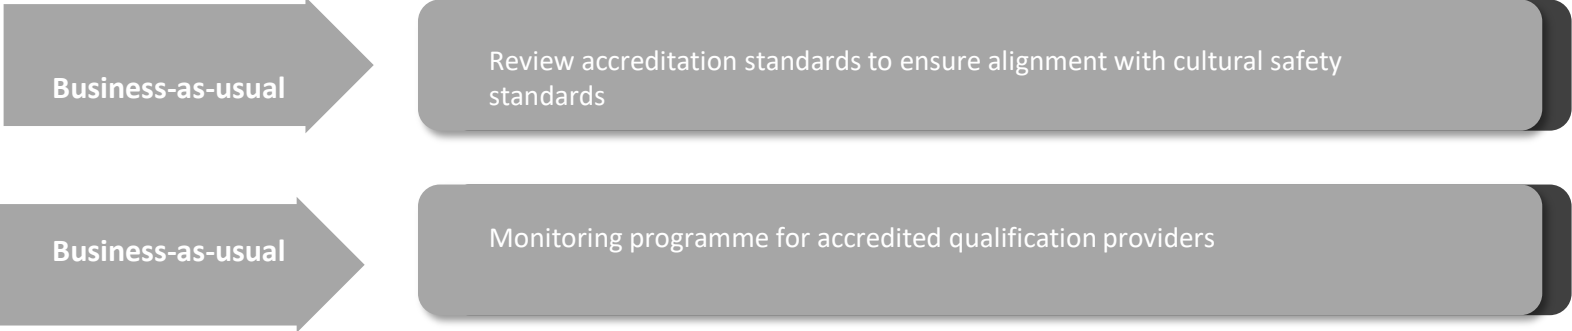 Business-as-usual
Review accreditation standards to ensure alignment with cultural safety
standards
Business-as-usual
Monitoring programme for accredited qualification providers